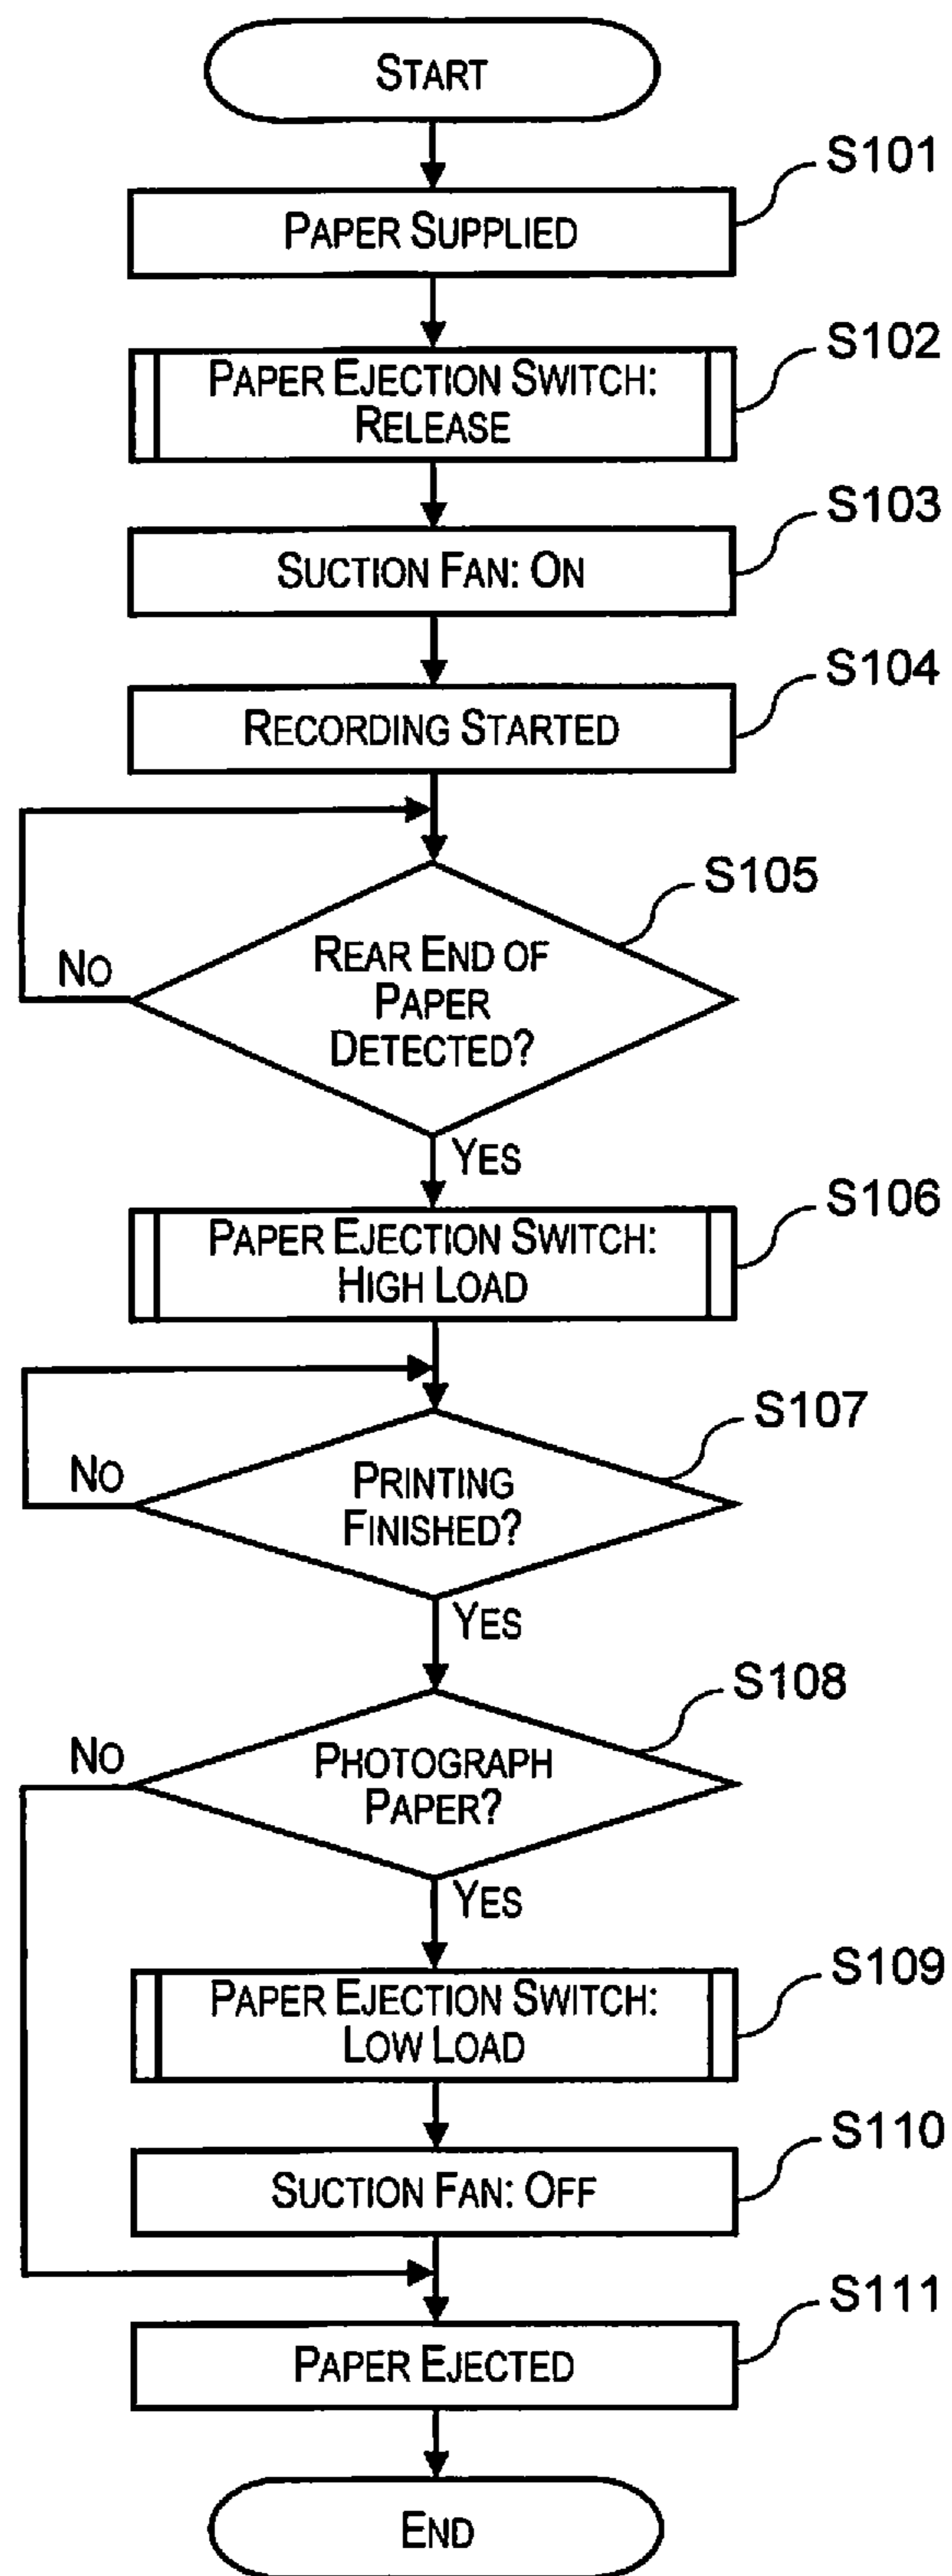 START
S101
PAPER SUPPLIED
S102
PAPER EJECTION SWITCH:
RELEASE
S103
SUCTION FAN: ON
S104
RECORDING STARTED
S105
NO
REAR END OF
PAPER
DETECTED?
YES
S106
PAPER EJECTION SWITCH:
HIGH LOAD
S107
NO
PRINTING
FINISHED?
YES
S108
NO
PHOTOGRAPH
PAPER?
YES
S109
PAPER EJECTION SWITCH:
LOW LOAD
S110
SUCTION FAN: OFF
S111
PAPER EJECTED
END